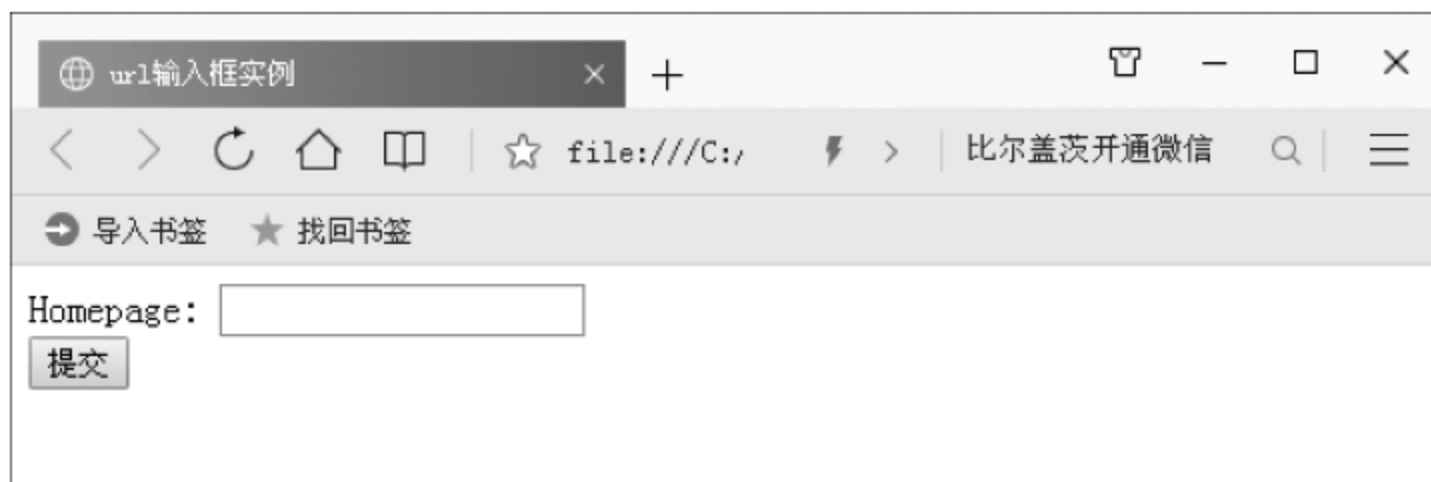 url输入框实例
file:///C:/
比尔盖茨开通微信
导入书签 找回书签
Homepage:
提交